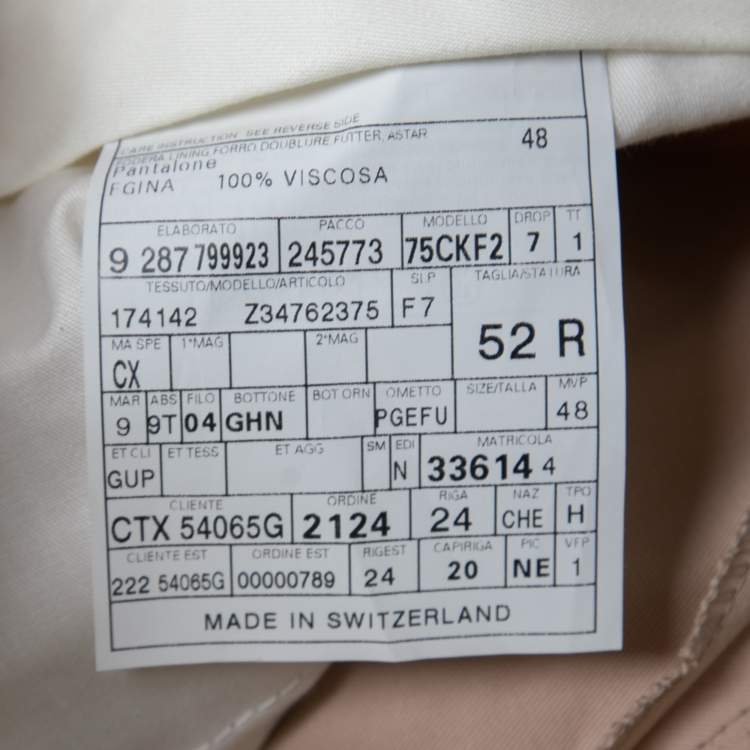 CARE INSTRUCTION SEE REVERSE SIDE
FODERA LINING FORRO DOUBLURE FUTTER, ASTAR
Pantalone 48
FGINA 100% VISCOSA
ELABORATO PACCO MODELLO DROP TT
9 287 799923 245773 75CKF2 7 1
TESSUTO/MODELLO/ARTICOLO SLP TAGLIA/STATURA
174142 Z34762375 F7 52 R
MA SPE 1°MAG 2°MAG
CX
MAR ABS FILO BOTTONE BOT ORN OMETTO SIZE/TALLA MVP
9 9T 04 GHN PGEFU 48
ET CLI ET TESS ET AGG SM EDI MATRICOLA
GUP N 33614 4
CLIENTE ORDINE RIGA NAZ TPO
CTX 54065G 2124 24 CHE H
CLIENTE EST ORDINE EST RIGEST CAPIRIGA PIC VFP
222 54065G 00000789 24 20 NE 1
MADE IN SWITZERLAND